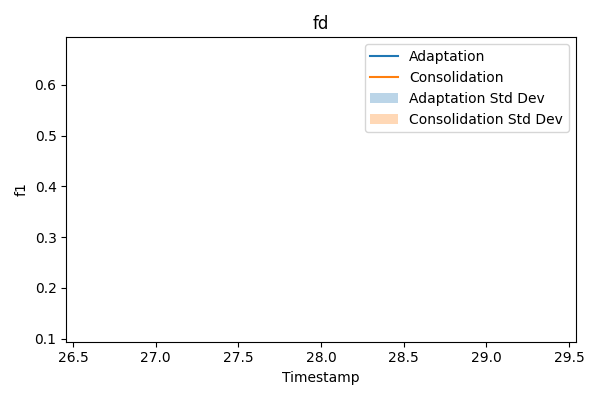 fd
Adaptation
Consolidation
Adaptation Std Dev
Consolidation Std Dev
f1
0.6
0.5
0.4
0.3
0.2
0.1
26.5 27.0 27.5 28.0 28.5 29.0 29.5
Timestamp